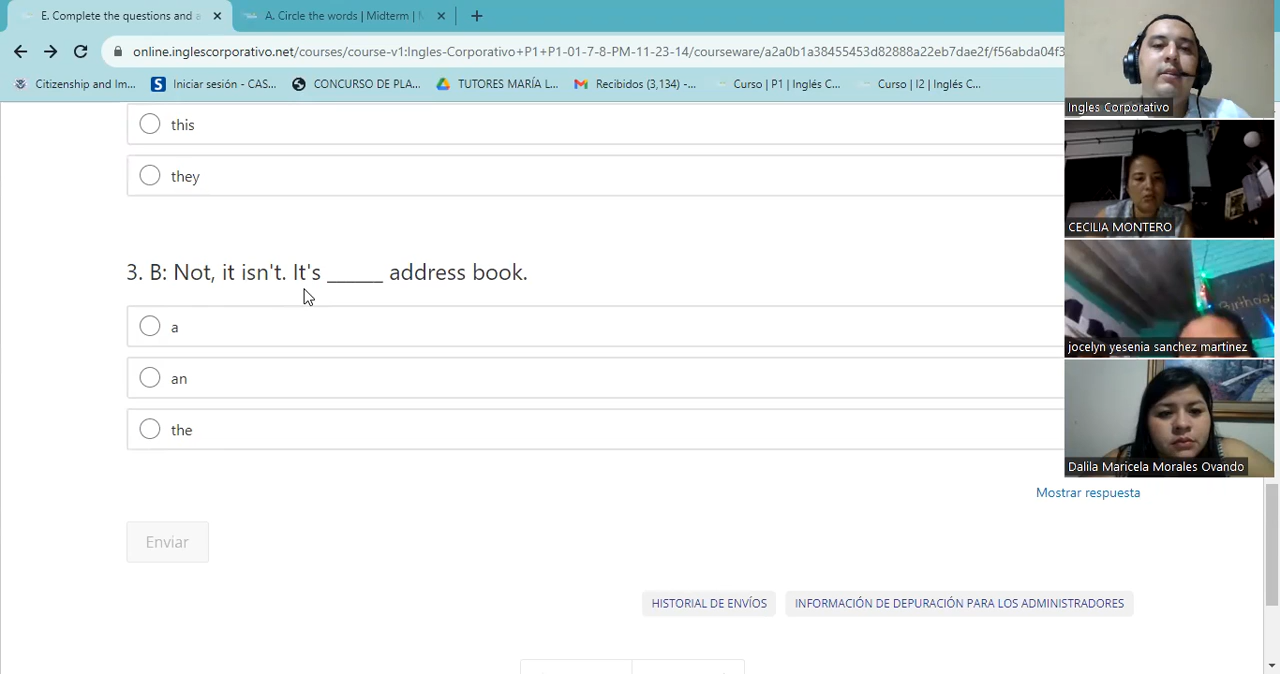 E. Complete the questions and a
A. Circle the words | Midterm |
online.inglescorporativo.net/courses/course-v1:Ingles-Corporativo+P1+P1-01-7-8-PM-11-23-14/courseware/a2a0b1a38455453d82888a22eb7dae2f/f56abda04f3
Citizenship and Im...
Iniciar sesión - CAS...
CONCURSO DE PLA...
TUTORES MARÍA L...
Recibidos (3,134) -...
Curso | P1 | Inglés C...
Curso | I2 | Inglés C...
Ingles Corporativo
this
they
CECILIA MONTERO
3. B: Not, it isn't. It's _____ address book.
a
jocelyn yesenia sanchez martinez
an
the
Dalila Maricela Morales Ovando
Mostrar respuesta
Enviar
HISTORIAL DE ENVÍOS
INFORMACIÓN DE DEPURACIÓN PARA LOS ADMINISTRADORES